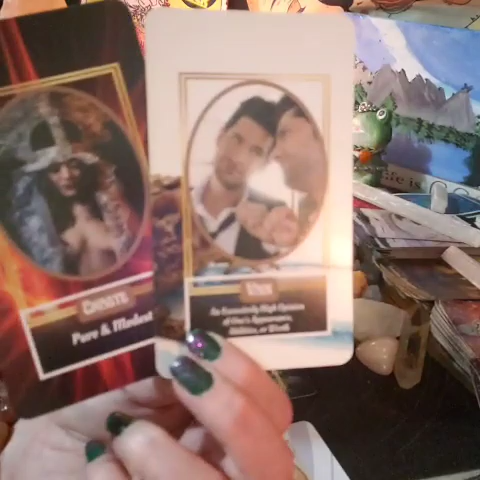 CHASTE
Pure & Modest
VAIN
An Excessively High Opinion
of One's Appearance,
Abilities, or Worth